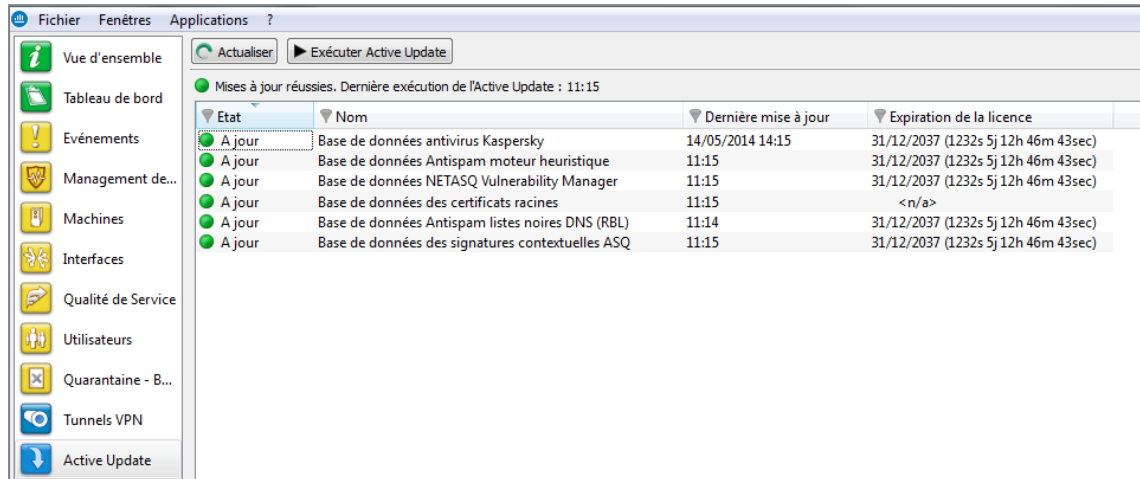 Fichier Fenêtres Applications ?
Vue d'ensemble
Tableau de bord
Evénements
Management de...
Machines
Interfaces
Qualité de Service
Utilisateurs
Quarantaine - B...
Tunnels VPN
Active Update
Actualiser Exécuter Active Update
Mises à jour réussies. Dernière exécution de l'Active Update : 11:15
Etat Nom Dernière mise à jour Expiration de la licence
A jour Base de données antivirus Kaspersky 14/05/2014 14:15 31/12/2037 (1232s 5j 12h 46m 43sec)
A jour Base de données Antispam moteur heuristique 11:15 31/12/2037 (1232s 5j 12h 46m 43sec)
A jour Base de données NETASQ Vulnerability Manager 11:15 31/12/2037 (1232s 5j 12h 46m 43sec)
A jour Base de données des certificats racines 11:15 <n/a>
A jour Base de données Antispam listes noires DNS (RBL) 11:14 31/12/2037 (1232s 5j 12h 46m 43sec)
A jour Base de données des signatures contextuelles ASQ 11:15 31/12/2037 (1232s 5j 12h 46m 43sec)